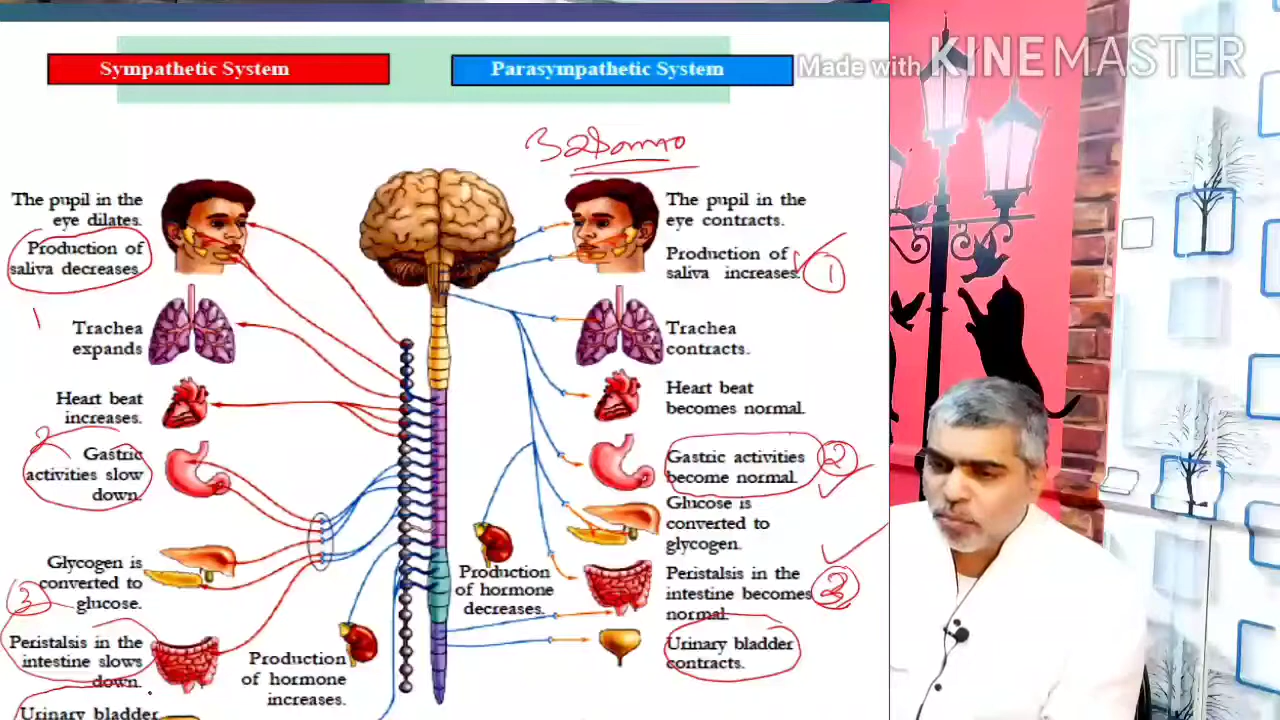 Sympathetic System
Parasympathetic System
Made with KINEMASTER
The pupil in the
eye dilates.
Production of
saliva decreases.
1
Trachea
expands
Heart beat
increases.
2
Gastric
activities slow
down.
Glycogen is
converted to
glucose.
3
Peristalsis in the
intestine slows
down.
Urinary bladder
Production
of hormone
increases.
The pupil in the
eye contracts.
Production of
saliva increases.
1
Trachea
contracts.
Heart beat
becomes normal.
Gastric activities
become normal.
2
Glucose is
converted to
glycogen.
Production
of hormone
decreases.
Peristalsis in the
intestine becomes
normal.
3
Urinary bladder
contracts.